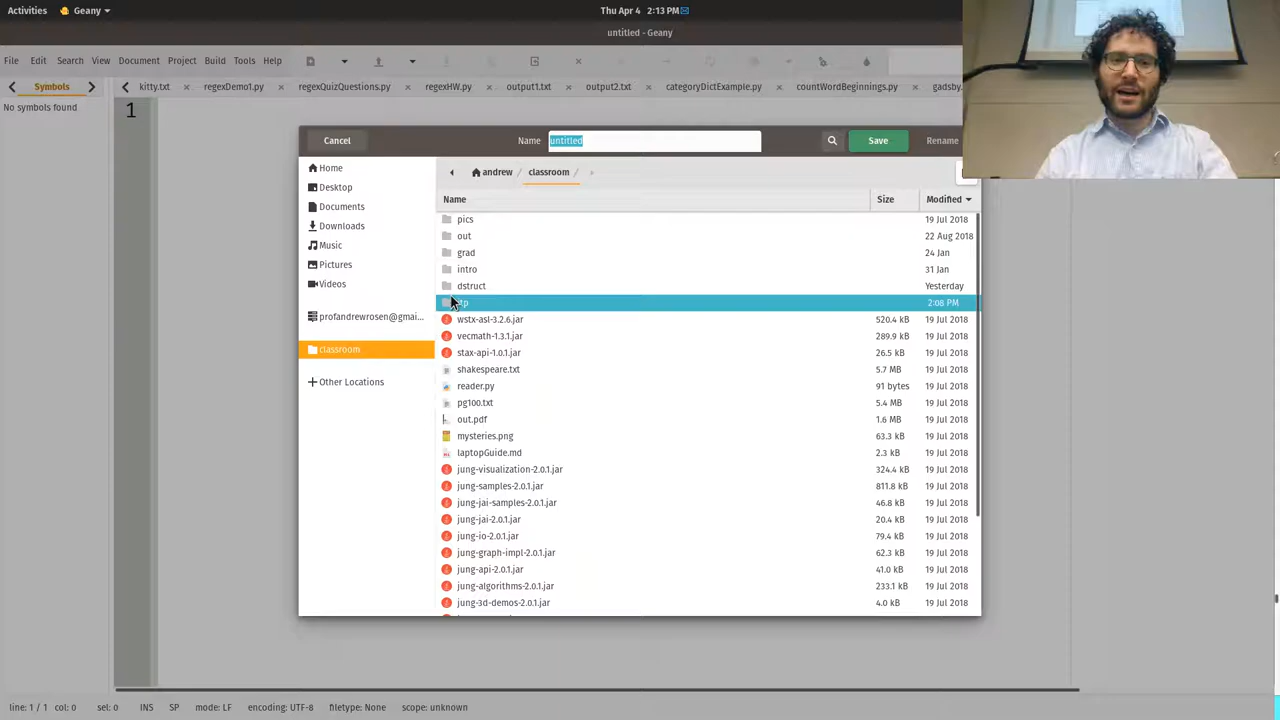 Activities Geany Thu Apr 4 2:13 PM
untitled - Geany
File Edit Search View Document Project Build Tools Help
Symbols kitty.txt regexDemo1.py regexQuizQuestions.py regexHW.py output1.txt output2.txt categoryDictExample.py countWordBeginnings.py gadsby.
No symbols found
1
Cancel Name untitled Save Rename
Home
Desktop
Documents
Downloads
Music
Pictures
Videos
profandrewrosen@gmai...
classroom
Other Locations
andrew / classroom /
Name Size Modified
pics 19 Jul 2018
out 22 Aug 2018
grad 24 Jan
intro 31 Jan
dstruct Yesterday
2:08 PM
wstx-asl-3.2.6.jar 520.4 kB 19 Jul 2018
vecmath-1.3.1.jar 289.9 kB 19 Jul 2018
stax-api-1.0.1.jar 26.5 kB 19 Jul 2018
shakespeare.txt 5.7 MB 19 Jul 2018
reader.py 91 bytes 19 Jul 2018
pg100.txt 5.4 MB 19 Jul 2018
out.pdf 1.6 MB 19 Jul 2018
mysteries.png 63.3 kB 19 Jul 2018
laptopGuide.md 2.3 kB 19 Jul 2018
jung-visualization-2.0.1.jar 324.4 kB 19 Jul 2018
jung-samples-2.0.1.jar 811.8 kB 19 Jul 2018
jung-jai-samples-2.0.1.jar 46.8 kB 19 Jul 2018
jung-jai-2.0.1.jar 20.4 kB 19 Jul 2018
jung-io-2.0.1.jar 79.4 kB 19 Jul 2018
jung-graph-impl-2.0.1.jar 62.3 kB 19 Jul 2018
jung-api-2.0.1.jar 41.0 kB 19 Jul 2018
jung-algorithms-2.0.1.jar 233.1 kB 19 Jul 2018
jung-3d-demos-2.0.1.jar 4.0 kB 19 Jul 2018
line: 1 / 1 col: 0 sel: 0 INS SP mode: LF encoding: UTF-8 filetype: None scope: unknown